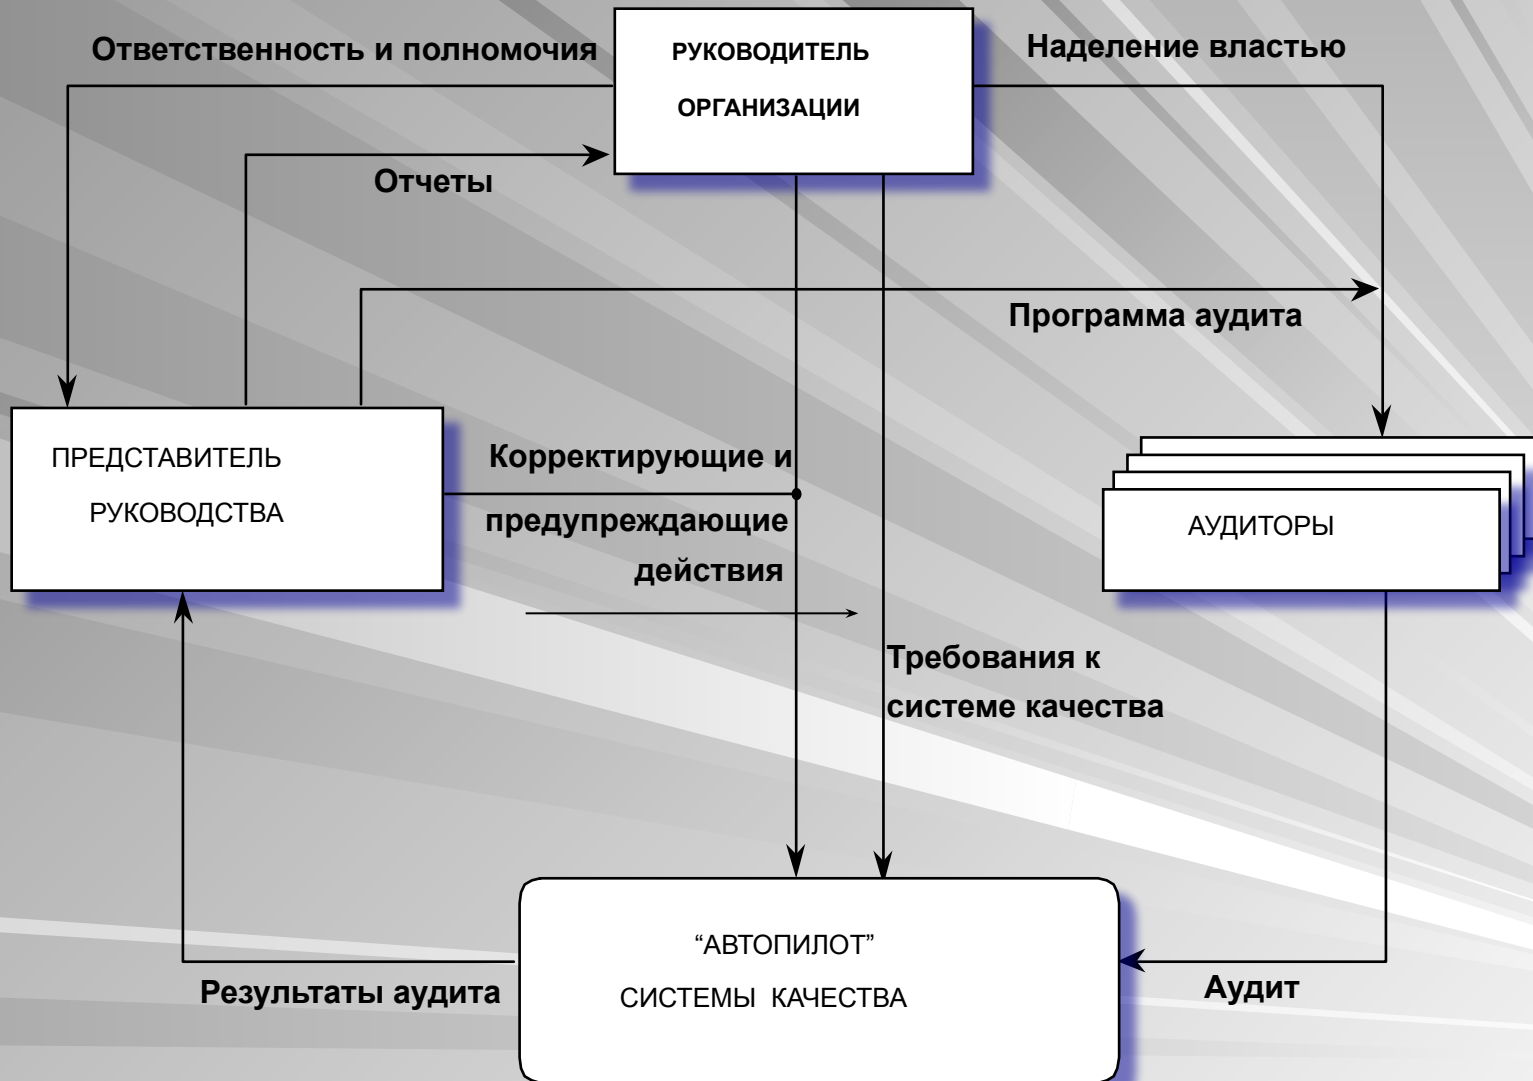 Ответственность и полномочия
РУКОВОДИТЕЛЬ
ОРГАНИЗАЦИИ
Наделение властью
Отчеты
Программа аудита
ПРЕДСТАВИТЕЛЬ
РУКОВОДСТВА
Корректирующие и
предупреждающие
действия
АУДИТОРЫ
Требования к
системе качества
“АВТОПИЛОТ”
СИСТЕМЫ КАЧЕСТВА
Результаты аудита
Аудит